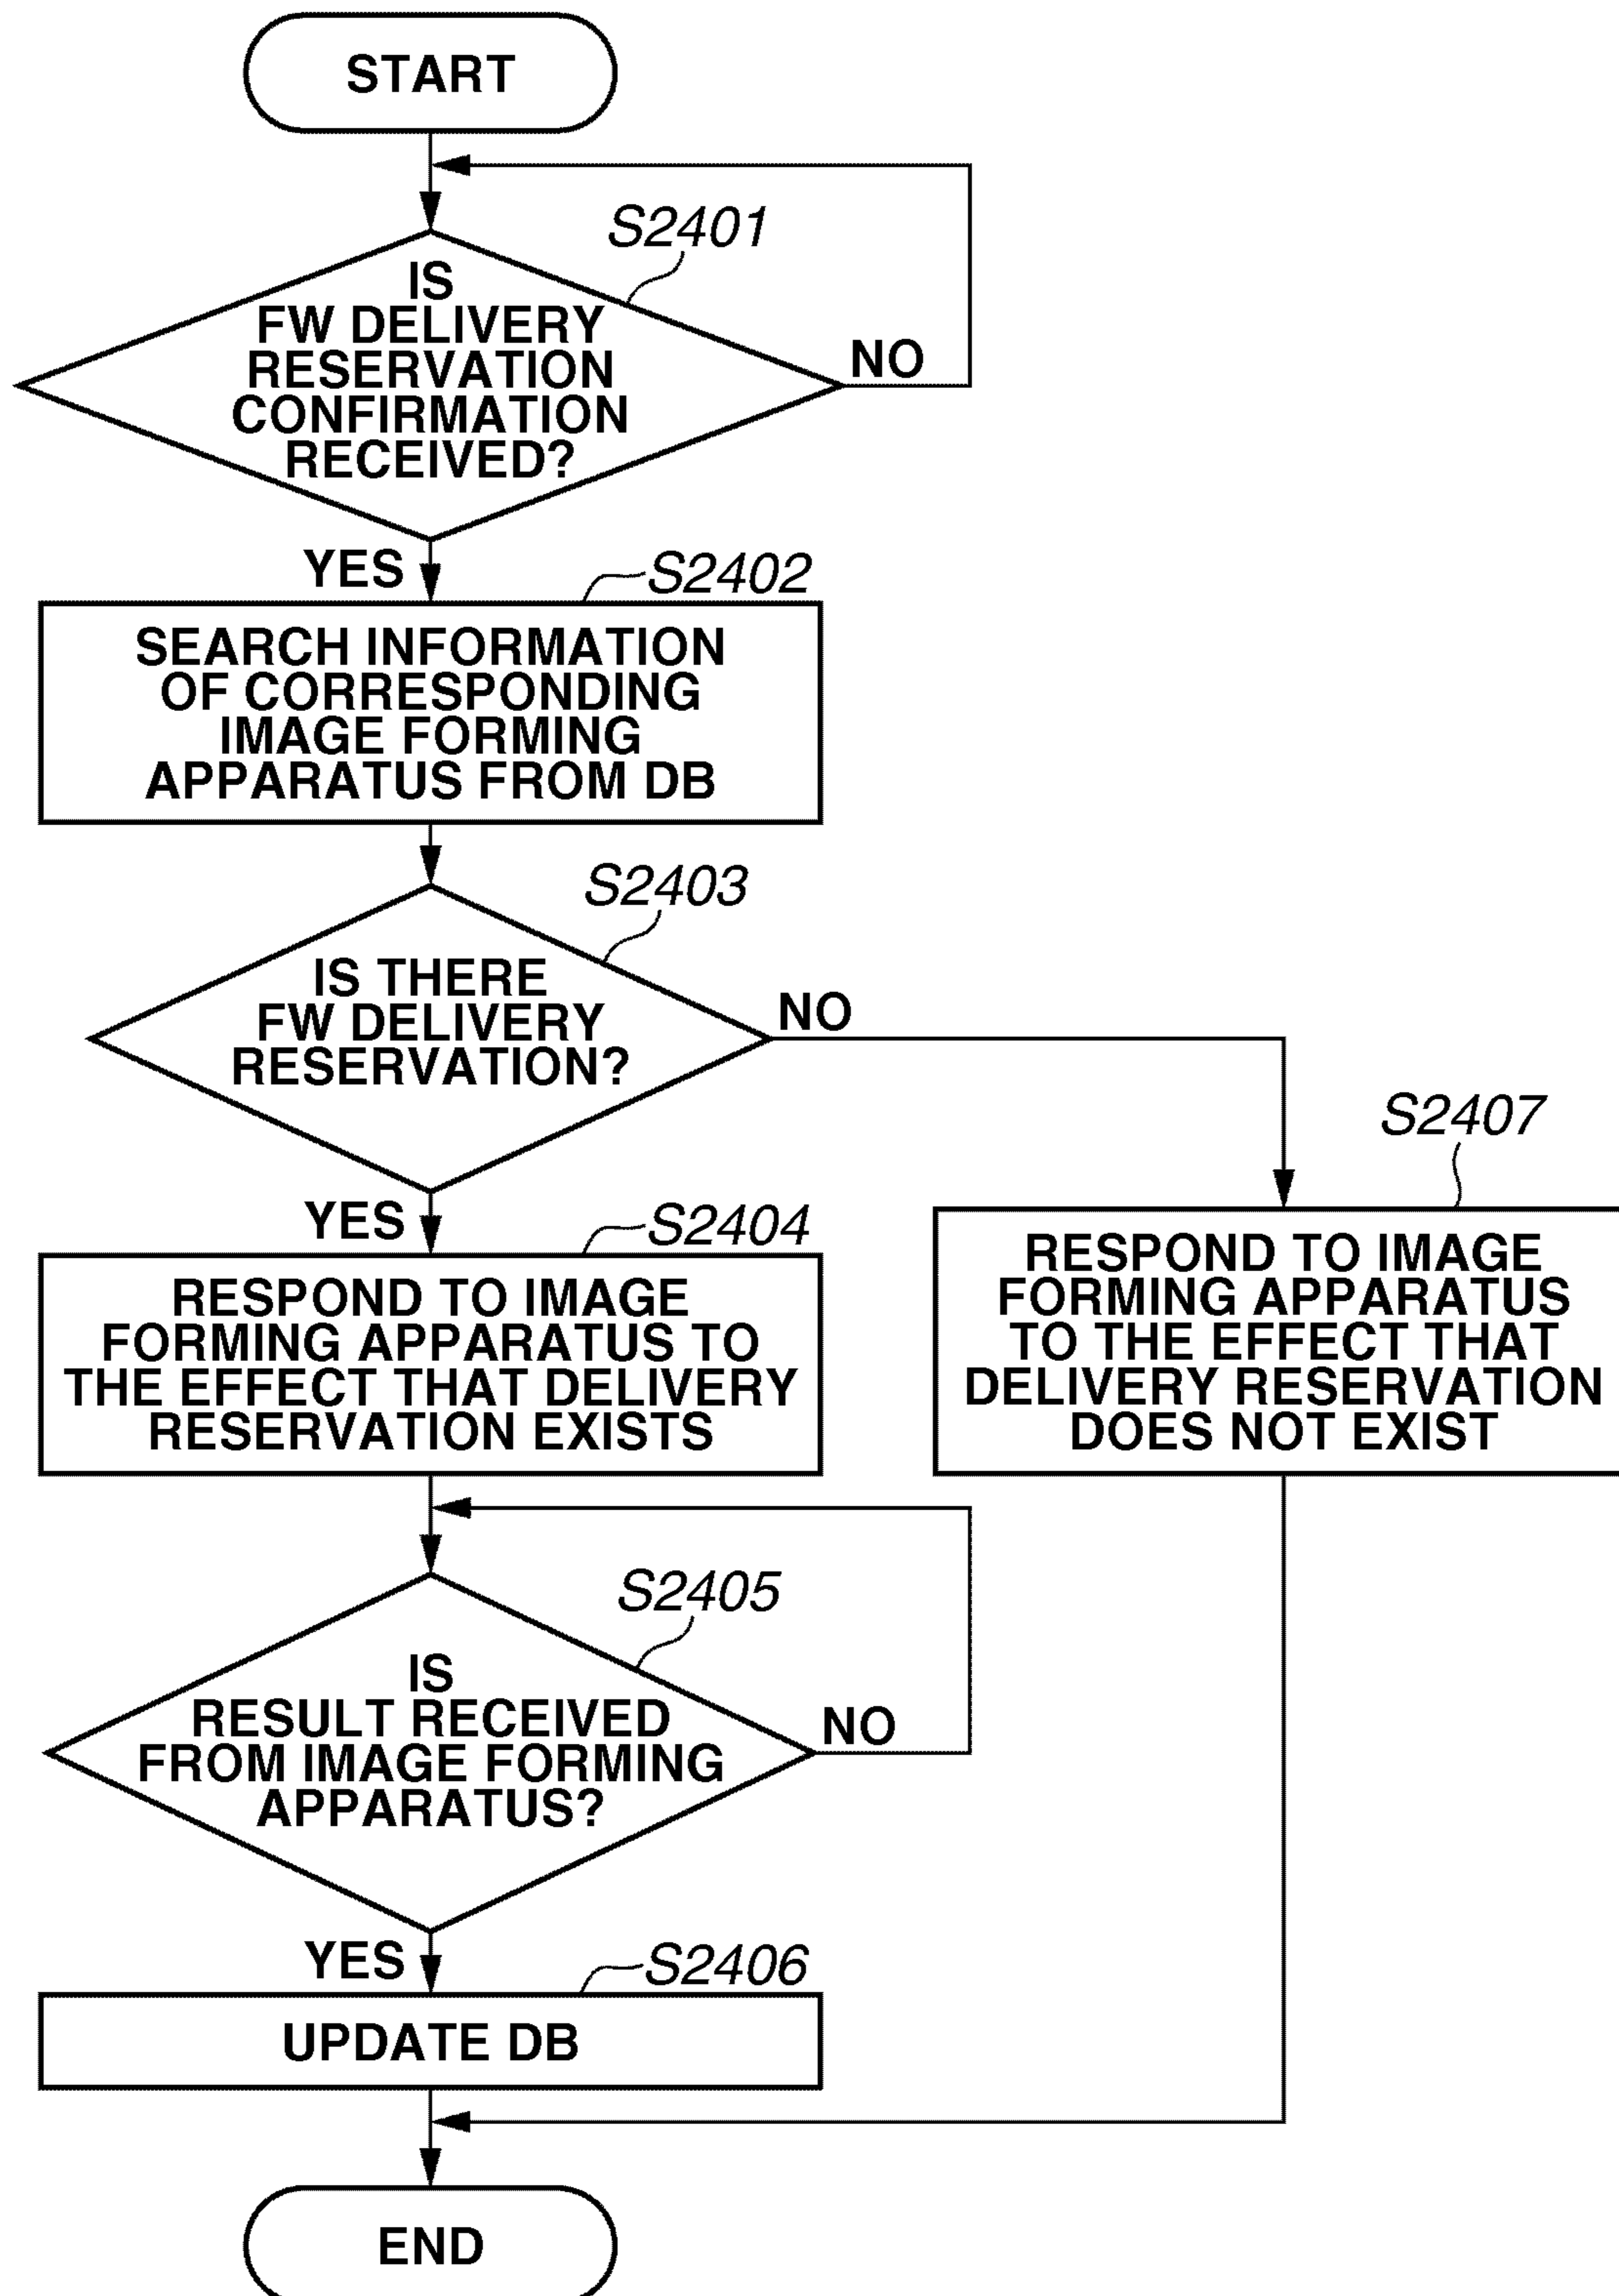 START
S2401
IS
FW DELIVERY
RESERVATION
CONFIRMATION
RECEIVED?
NO
YES
S2402
SEARCH INFORMATION
OF CORRESPONDING
IMAGE FORMING
APPARATUS FROM DB
S2403
IS THERE
FW DELIVERY
RESERVATION?
NO
YES
S2404
RESPOND TO IMAGE
FORMING APPARATUS TO
THE EFFECT THAT DELIVERY
RESERVATION EXISTS
S2407
RESPOND TO IMAGE
FORMING APPARATUS
TO THE EFFECT THAT
DELIVERY RESERVATION
DOES NOT EXIST
S2405
IS
RESULT RECEIVED
FROM IMAGE FORMING
APPARATUS?
NO
YES
S2406
UPDATE DB
END